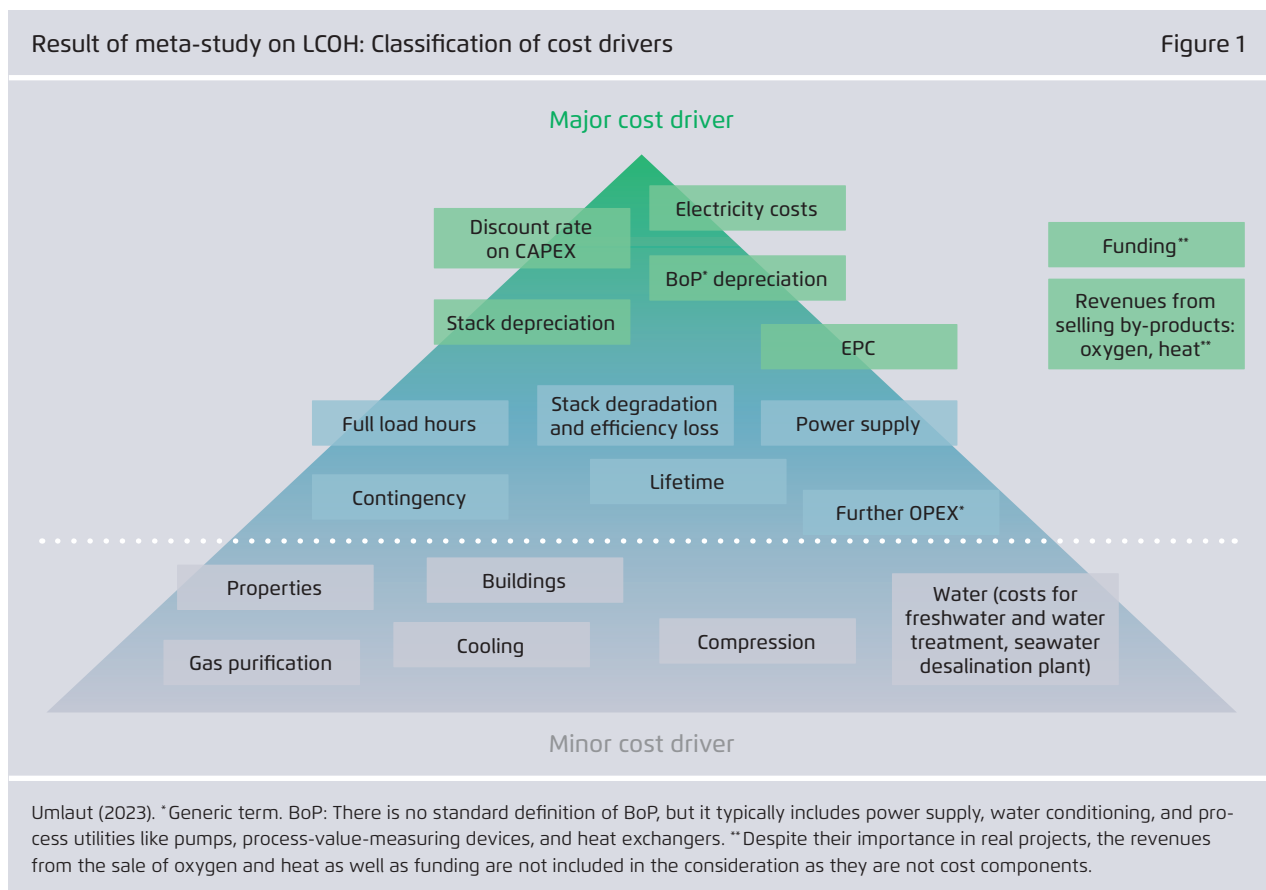 Result of meta-study on LCOH: Classification of cost drivers
Figure 1
Major cost driver
Electricity costs
Discount rate
on CAPEX
Funding**
BoP* depreciation
Revenues from
selling by-products:
oxygen, heat**
Stack depreciation
EPC
Full load hours
Stack degradation
and efficiency loss
Power supply
Contingency
Lifetime
Further OPEX*
Properties
Buildings
Water (costs for
freshwater and water
treatment, seawater
desalination plant)
Gas purification
Cooling
Compression
Minor cost driver
Umlaut (2023). *Generic term. BoP: There is no standard definition of BoP, but it typically includes power supply, water conditioning, and pro-
cess utilities like pumps, process-value-measuring devices, and heat exchangers. **Despite their importance in real projects, the revenues
from the sale of oxygen and heat as well as funding are not included in the consideration as they are not cost components.